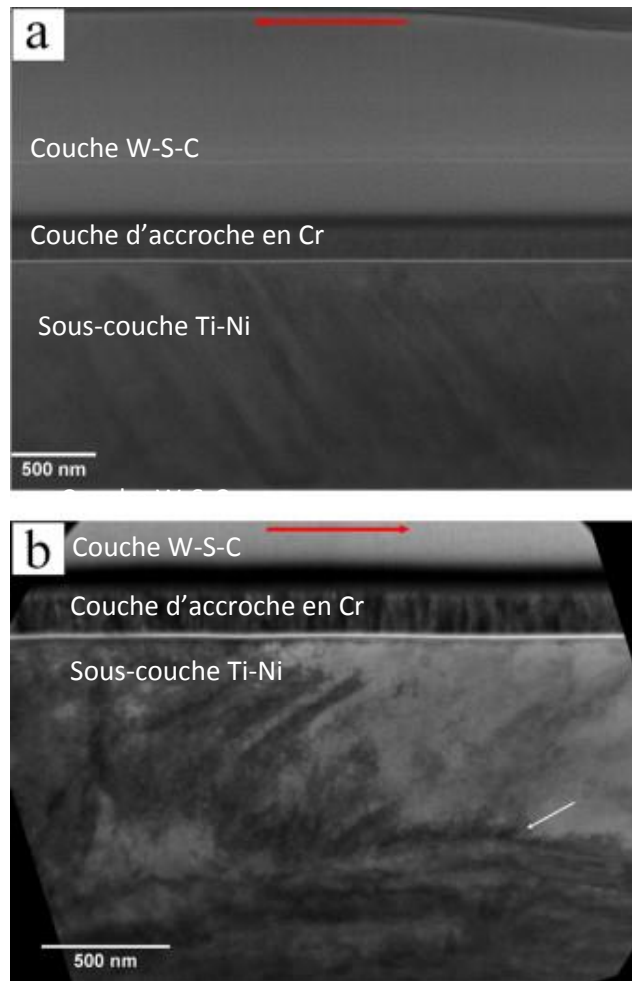 a
Couche W-S-C
Couche d'accroche en Cr
Sous-couche Ti-Ni
500 nm
b
Couche W-S-C
Couche d'accroche en Cr
Sous-couche Ti-Ni
500 nm